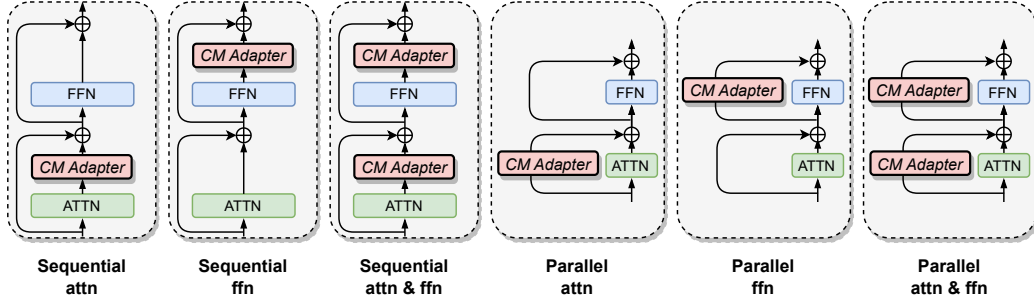 CM Adapter
FFN
ATTN
Sequential
attn
CM Adapter
FFN
ATTN
Sequential
ffn
CM Adapter
FFN
CM Adapter
ATTN
Sequential
attn & ffn
FFN
CM Adapter
ATTN
Parallel
attn
CM Adapter
FFN
ATTN
Parallel
ffn
CM Adapter
FFN
CM Adapter
ATTN
Parallel
attn & ffn